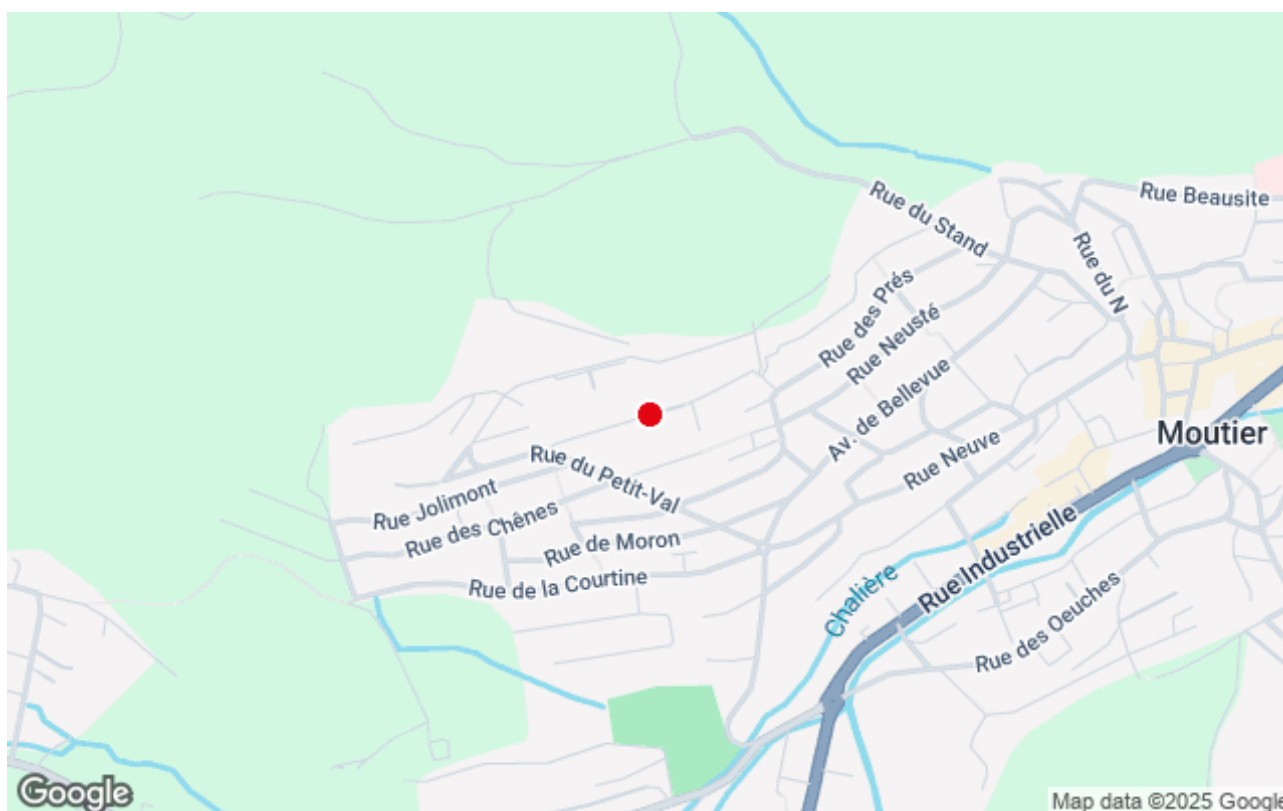 Rue Beausite
Rue du Stand
Rue du N
Rue des Prés
Rue Neusté
Av. de Bellevue
Moutier
Rue Neuve
Rue du Petit-Val
Rue Jolimont
Rue des Chênes
Rue de Moron
Rue de la Courtine
Rue Industrielle
Chalière
Rue des Oeuches
Google
Map data ©2025 Google